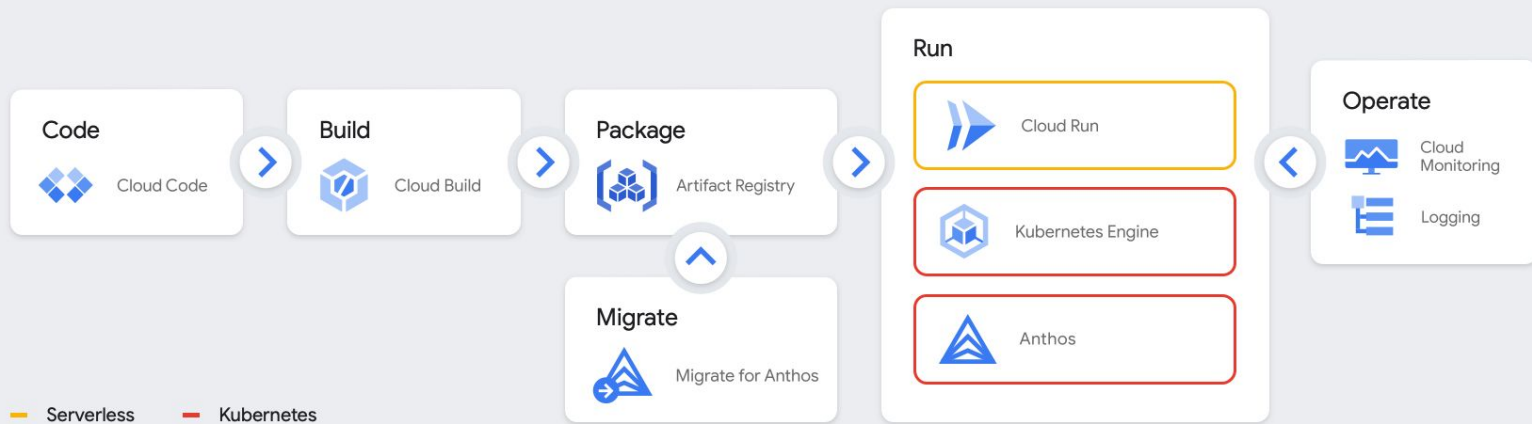 Code
Cloud Code
Build
Cloud Build
Package
Artifact Registry
Migrate
Migrate for Anthos
Run
Cloud Run
Kubernetes Engine
Anthos
Operate
Cloud
Monitoring
Logging
Serverless
Kubernetes